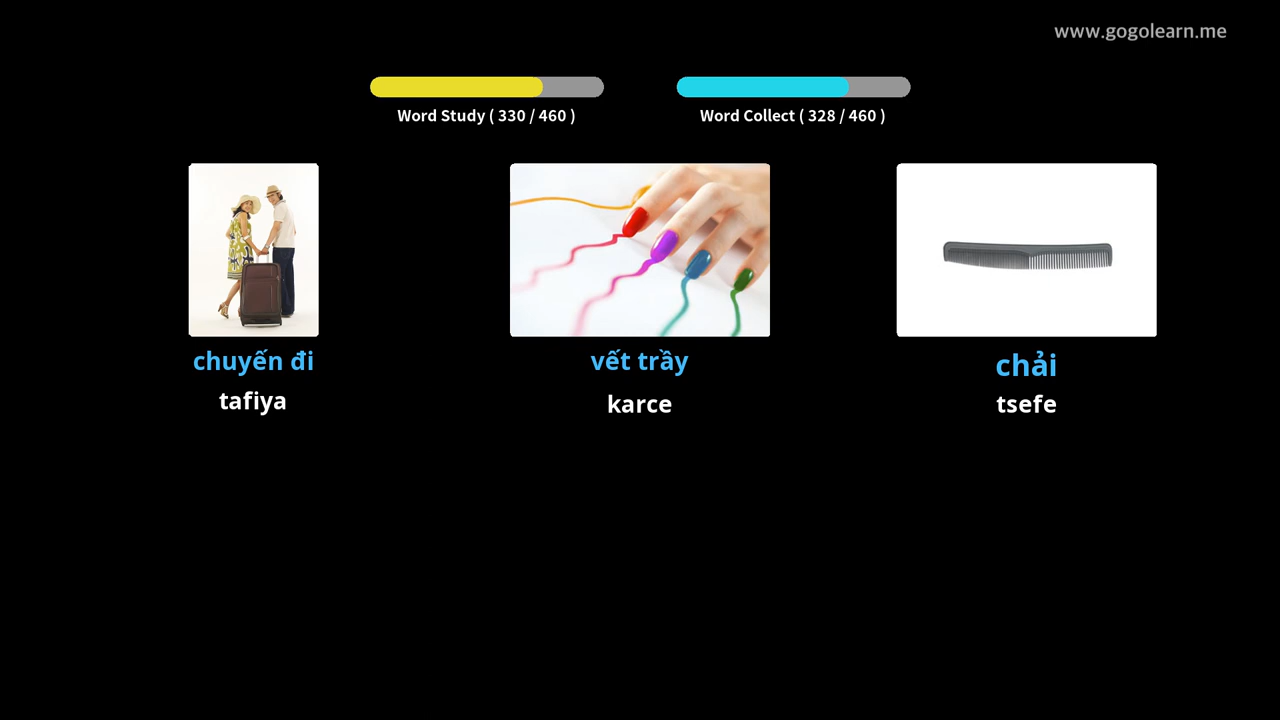 www.gogolearn.me
Word Study ( 330 / 460 )
Word Collect ( 328 / 460 )
chuyến đi
vết trầy
chải
tafiya
karce
tsefe